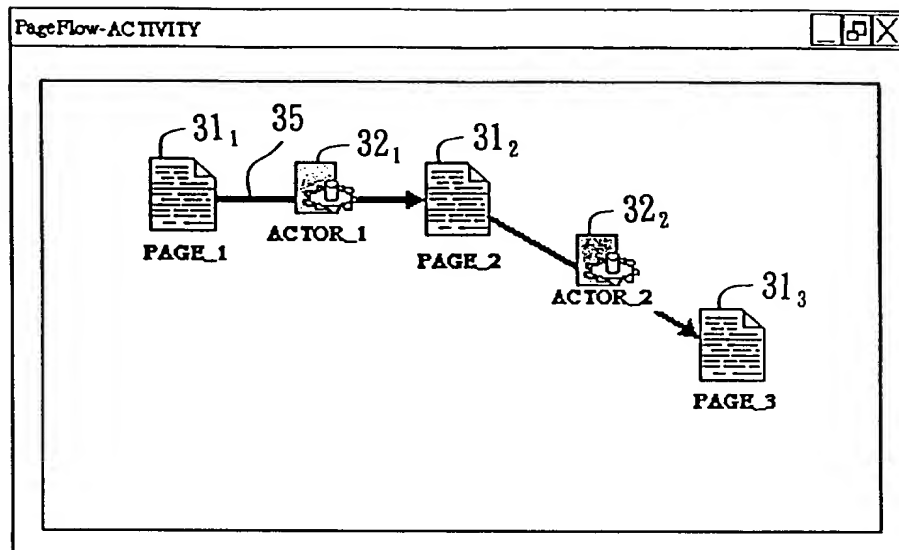 PageFlow-ACTIVITY
31₁ 35 32₁ 31₂
PAGE_1 ACTOR_1 PAGE_2
32₂
ACTOR_2
31₃
PAGE_3